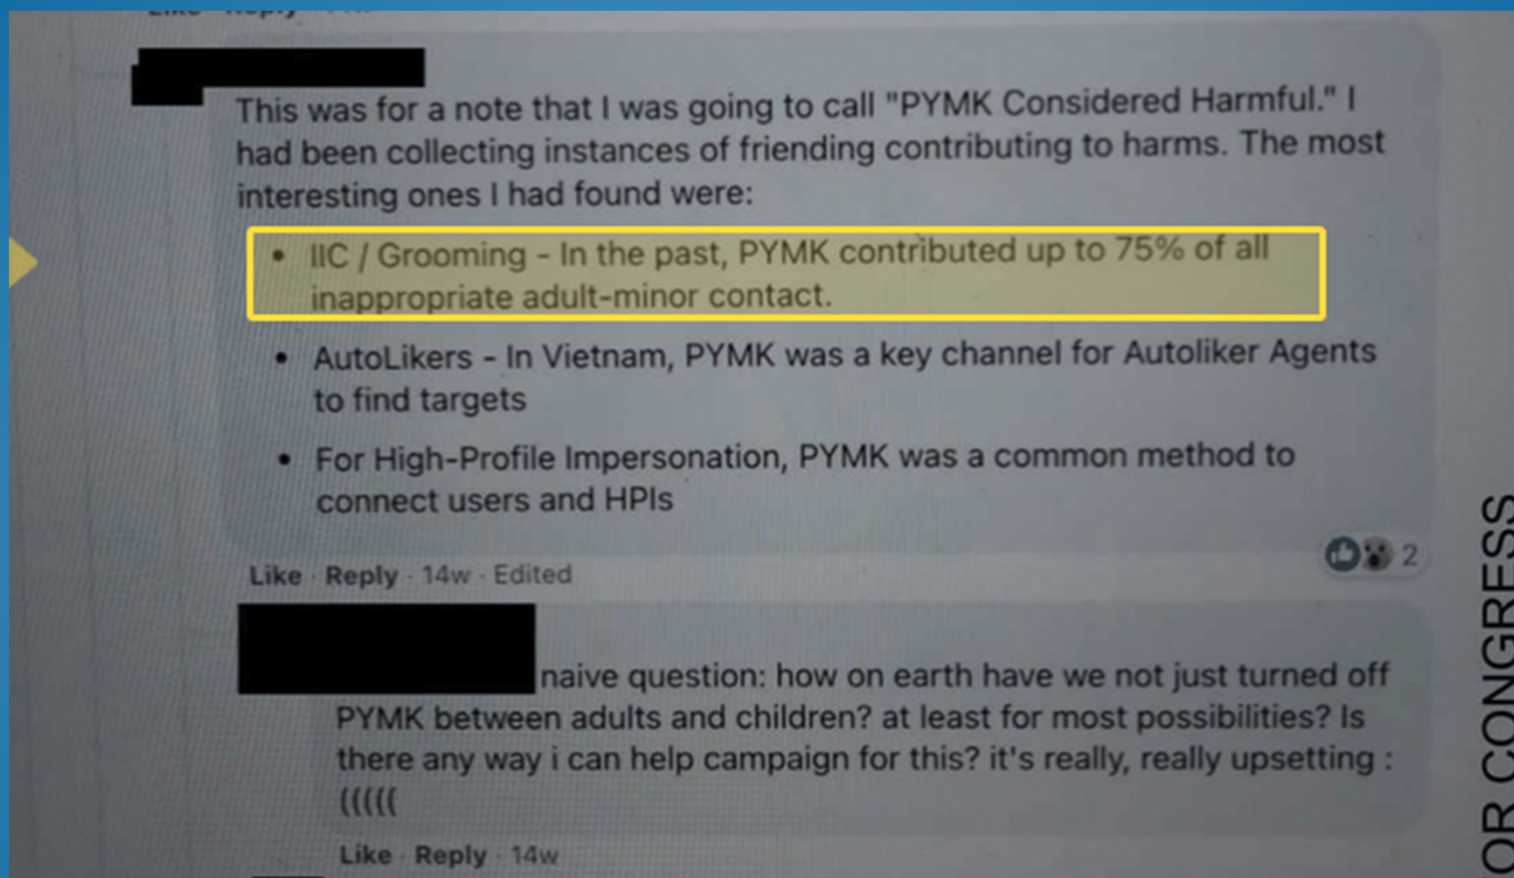 This was for a note that I was going to call "PYMK Considered Harmful." I
had been collecting instances of friending contributing to harms. The most
interesting ones I had found were:
• IIC / Grooming - In the past, PYMK contributed up to 75% of all
inappropriate adult-minor contact.
• AutoLikers - In Vietnam, PYMK was a key channel for Autoliker Agents
to find targets
• For High-Profile Impersonation, PYMK was a common method to
connect users and HPIs
2
Like · Reply · 14w · Edited
naive question: how on earth have we not just turned off
PYMK between adults and children? at least for most possibilities? Is
there any way i can help campaign for this? it's really, really upsetting :
(((((
Like · Reply · 14w
OR CONGRESS